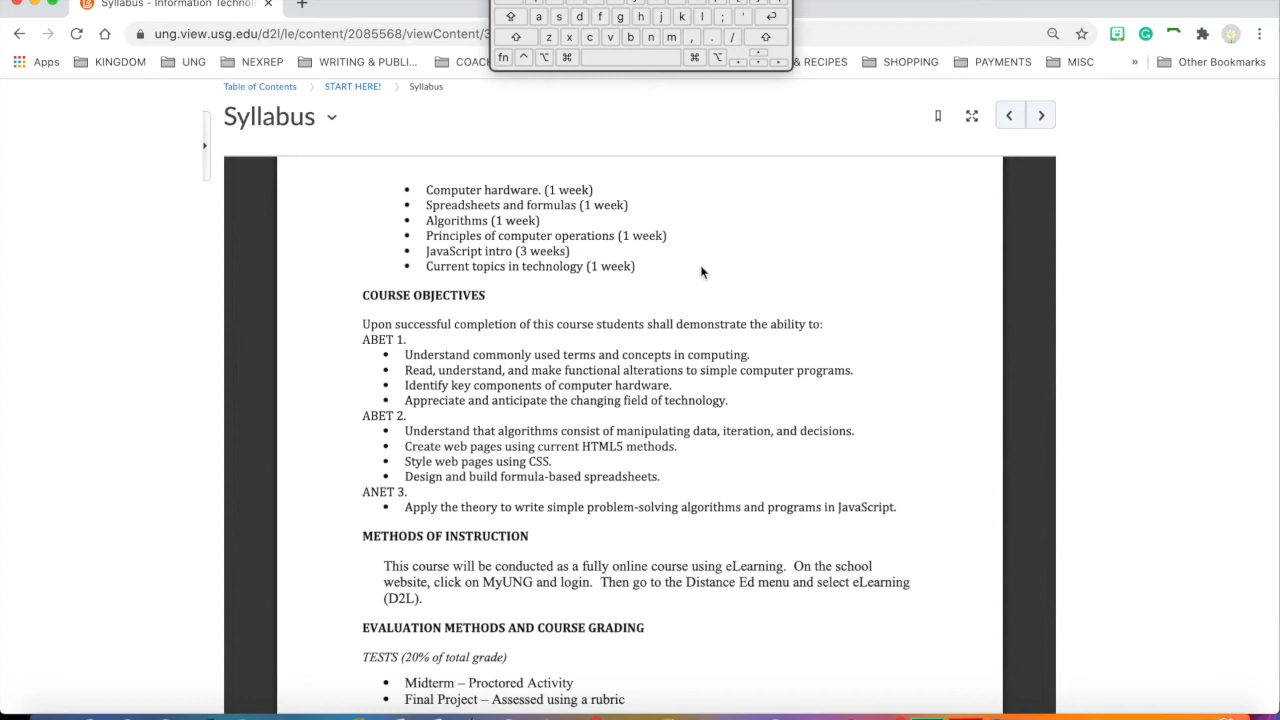 Syllabus - Information Technol
a s d f g h j k l ; '
ung.view.usg.edu/d2l/le/content/2085568/viewContent/3
z x c v b n m , . /
fn
Apps KINGDOM UNG NEXREP WRITING & PUBLI... COAC & RECIPES SHOPPING PAYMENTS MISC » Other Bookmarks
Table of Contents START HERE! Syllabus
Syllabus
• Computer hardware. (1 week)
• Spreadsheets and formulas (1 week)
• Algorithms (1 week)
• Principles of computer operations (1 week)
• JavaScript intro (3 weeks)
• Current topics in technology (1 week)
COURSE OBJECTIVES
Upon successful completion of this course students shall demonstrate the ability to:
ABET 1.
• Understand commonly used terms and concepts in computing.
• Read, understand, and make functional alterations to simple computer programs.
• Identify key components of computer hardware.
• Appreciate and anticipate the changing field of technology.
ABET 2.
• Understand that algorithms consist of manipulating data, iteration, and decisions.
• Create web pages using current HTML5 methods.
• Style web pages using CSS.
• Design and build formula-based spreadsheets.
ANET 3.
• Apply the theory to write simple problem-solving algorithms and programs in JavaScript.
METHODS OF INSTRUCTION
This course will be conducted as a fully online course using eLearning. On the school
website, click on MyUNG and login. Then go to the Distance Ed menu and select eLearning
(D2L).
EVALUATION METHODS AND COURSE GRADING
TESTS (20% of total grade)
• Midterm – Proctored Activity
• Final Project – Assessed using a rubric